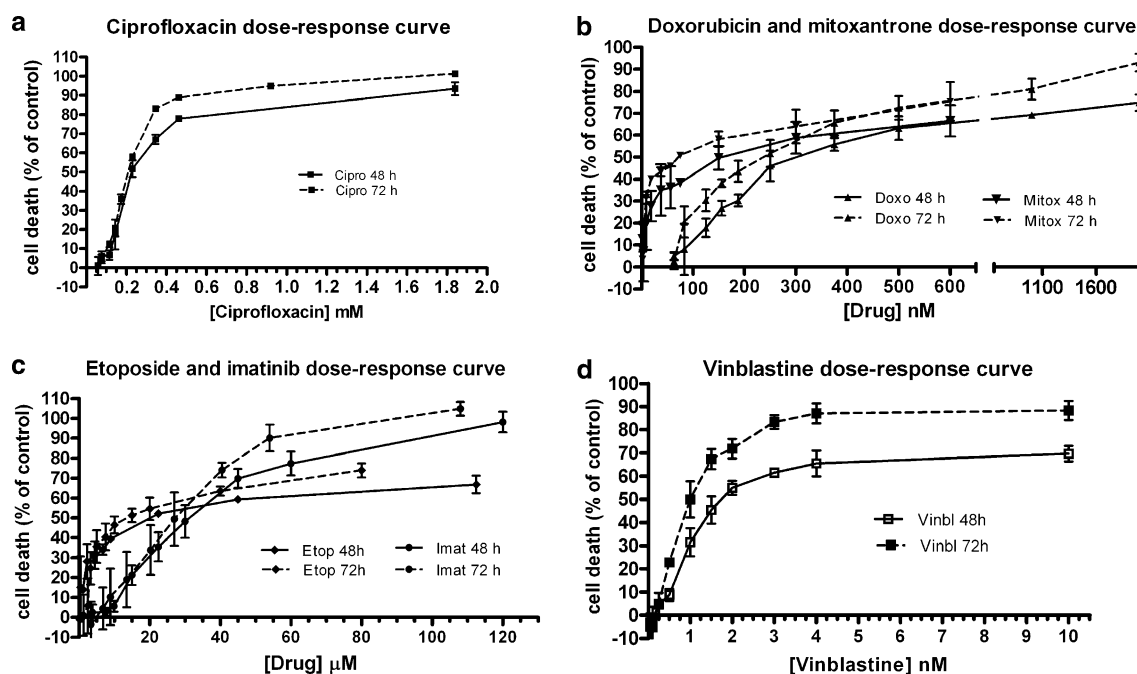 a
Ciprofloxacin dose-response curve
cell death (% of control)
110
100
90
80
70
60
50
40
30
20
10
0
-10
0.2 0.4 0.6 0.8 1.0 1.2 1.4 1.6 1.8 2.0
Cipro 48 h
Cipro 72 h
[Ciprofloxacin] mM
b
Doxorubicin and mitoxantrone dose-response curve
cell death (% of control)
100
90
80
70
60
50
40
30
20
10
0
-10
100 200 300 400 500 600 1100 1600
Doxo 48 h
Doxo 72 h
Mitox 48 h
Mitox 72 h
[Drug] nM
c
Etoposide and imatinib dose-response curve
cell death (% of control)
110
100
90
80
70
60
50
40
30
20
10
0
-10
20 40 60 80 100 120
Etop 48h
Etop 72h
Imat 48 h
Imat 72 h
[Drug] μM
d
Vinblastine dose-response curve
cell death (% of control)
100
90
80
70
60
50
40
30
20
10
0
-10
1 2 3 4 5 6 7 8 9 10
Vinbl 48h
Vinbl 72h
[Vinblastine] nM